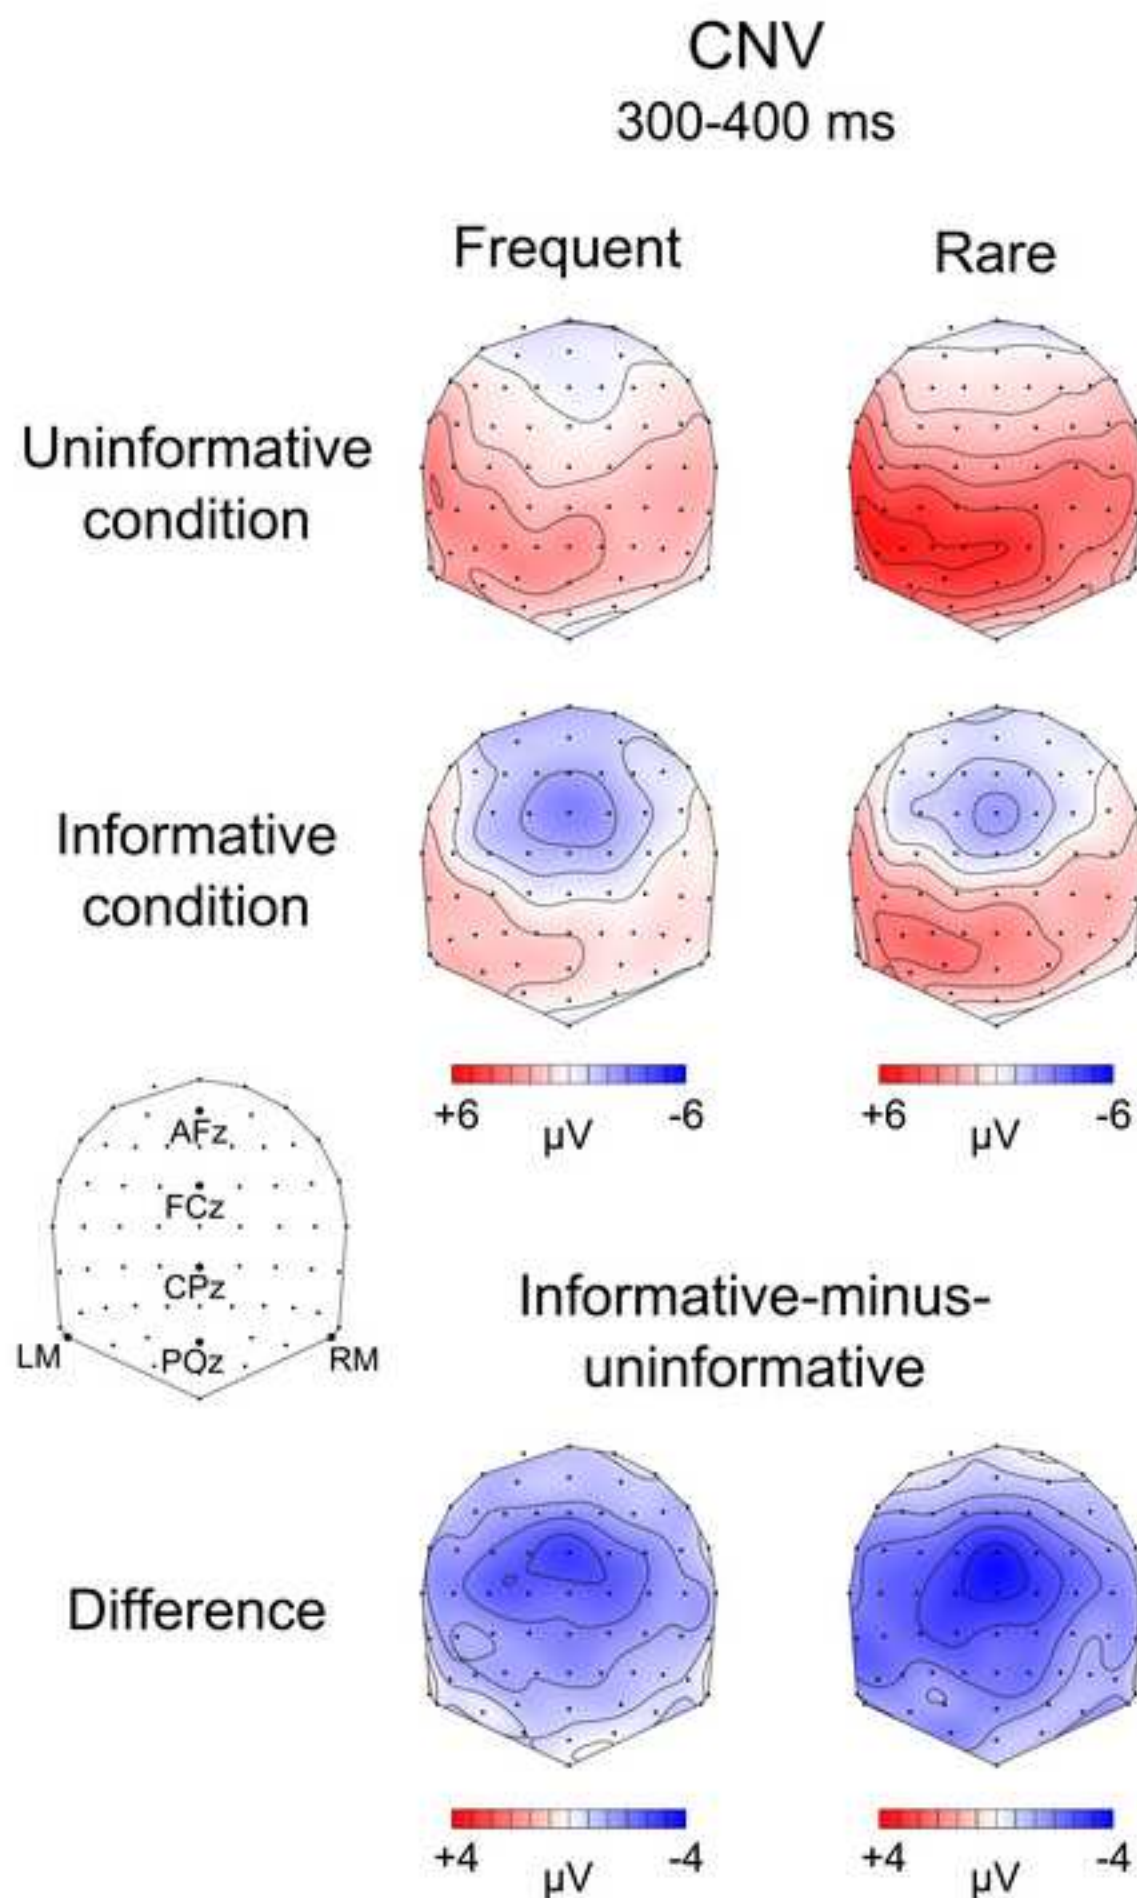 CNV
300-400 ms
Frequent
Rare
Uninformative
condition
Informative
condition
+6
-6
µV
+6
-6
µV
AFz
FCz
CPz
LM
POz
RM
Informative-minus-
uninformative
Difference
+4
-4
µV
+4
-4
µV